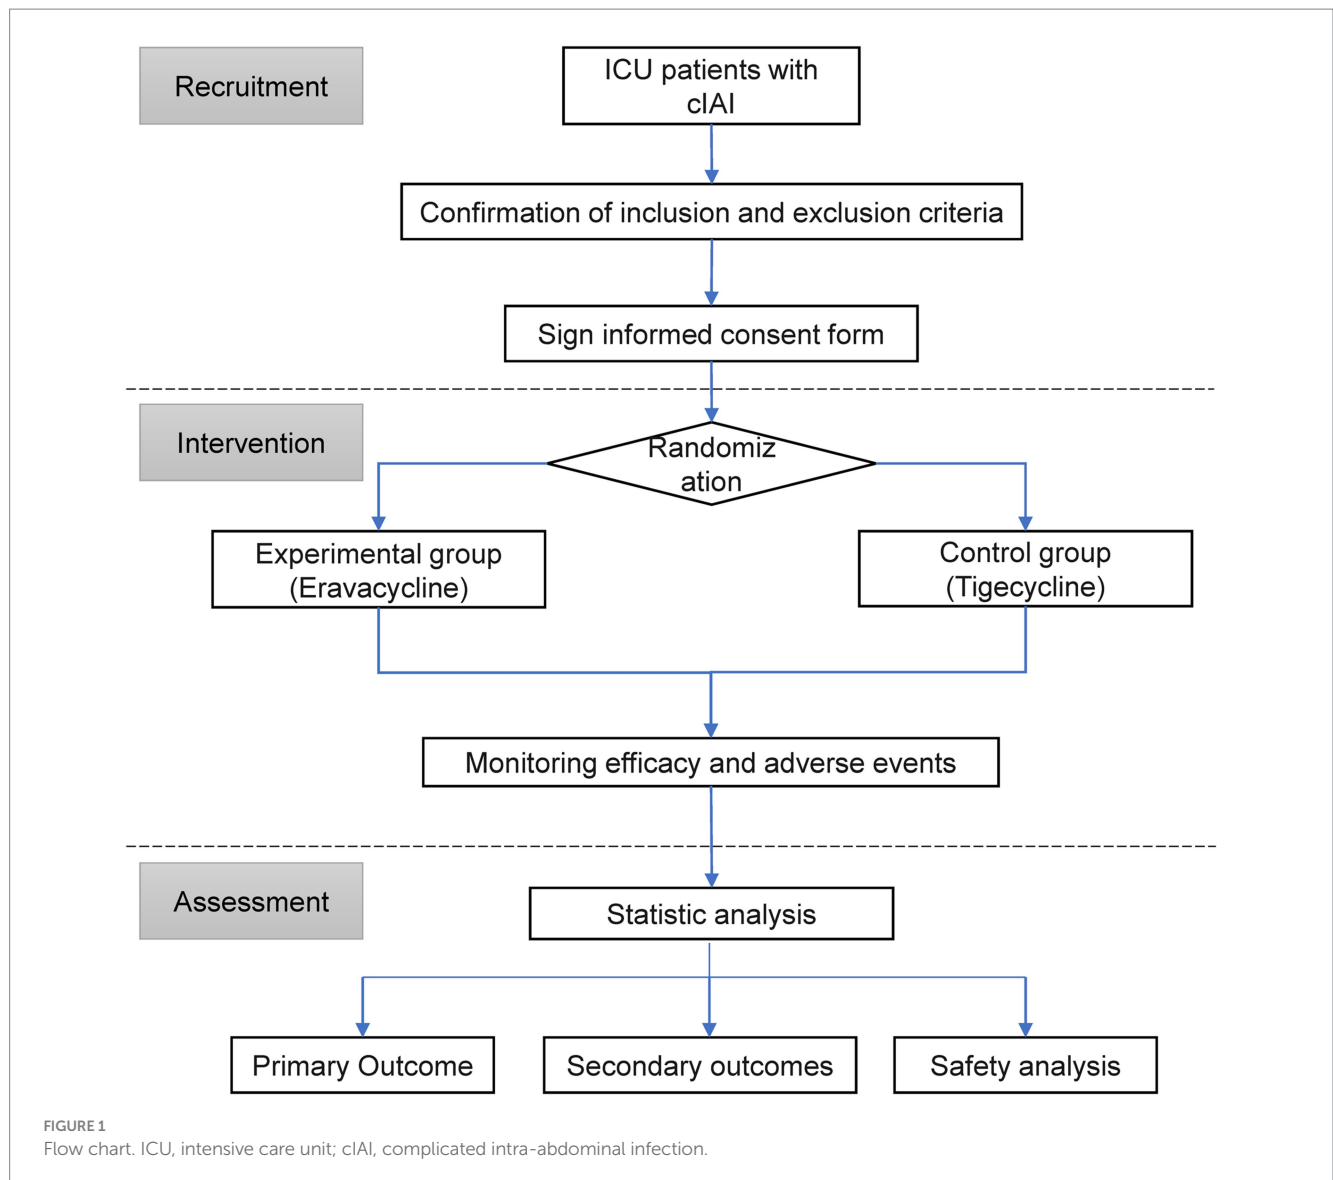 Recruitment
ICU patients with
cIAI
Confirmation of inclusion and exclusion criteria
Sign informed consent form
Intervention
Randomiz
ation
Experimental group
(Eravacycline)
Control group
(Tigecycline)
Monitoring efficacy and adverse events
Assessment
Statistic analysis
Primary Outcome
Secondary outcomes
Safety analysis
FIGURE 1
Flow chart. ICU, intensive care unit; cIAI, complicated intra-abdominal infection.